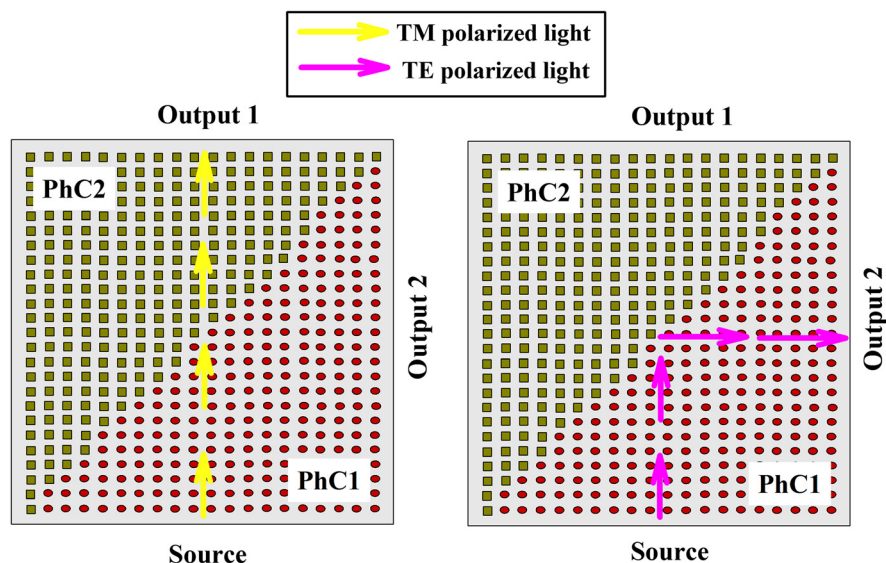 TM polarized light
TE polarized light
Output 1
Output 1
PhC2
PhC2
Output 2
Output 2
PhC1
PhC1
Source
Source